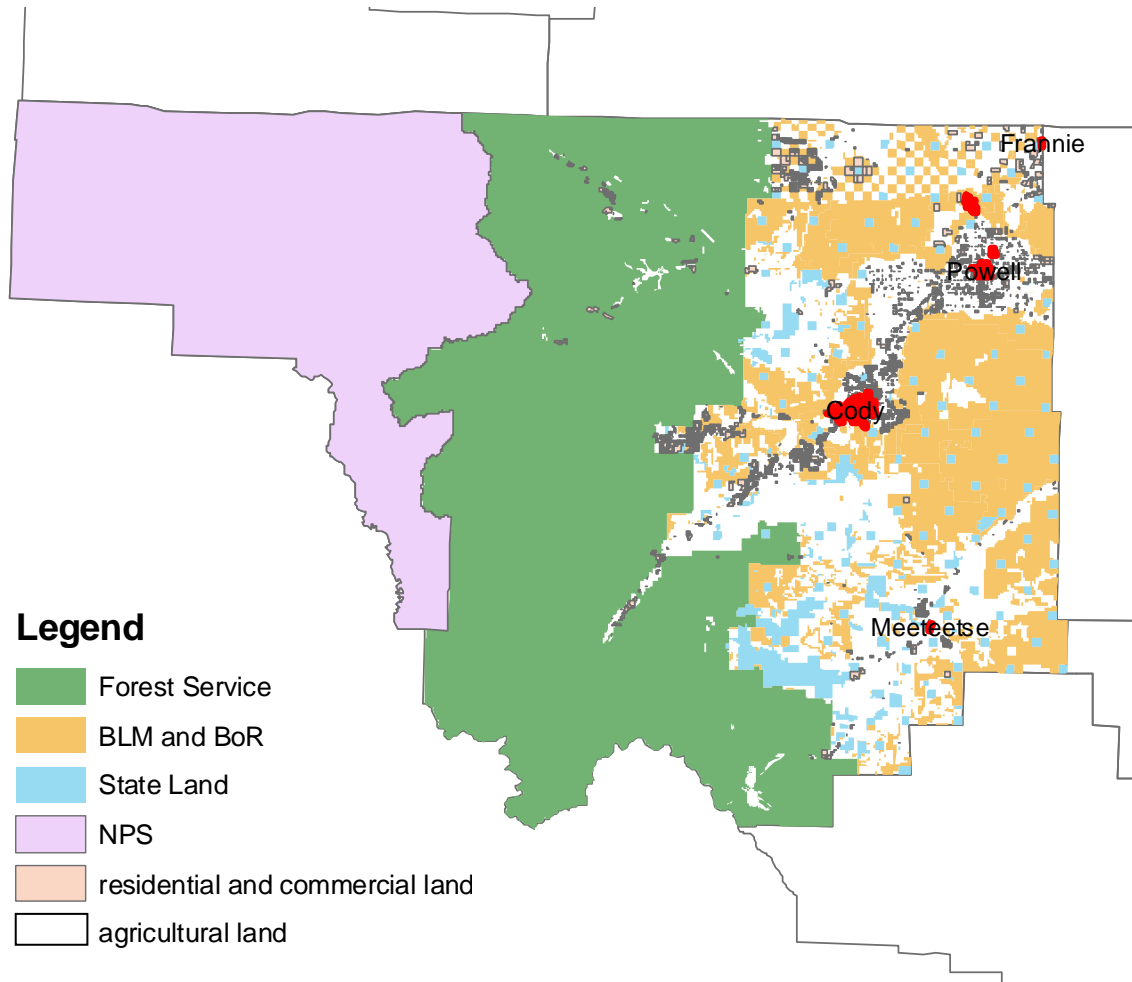 Frannie
Powell
Cody
Meeteetse
Legend
Forest Service
BLM and BoR
State Land
NPS
residential and commercial land
agricultural land